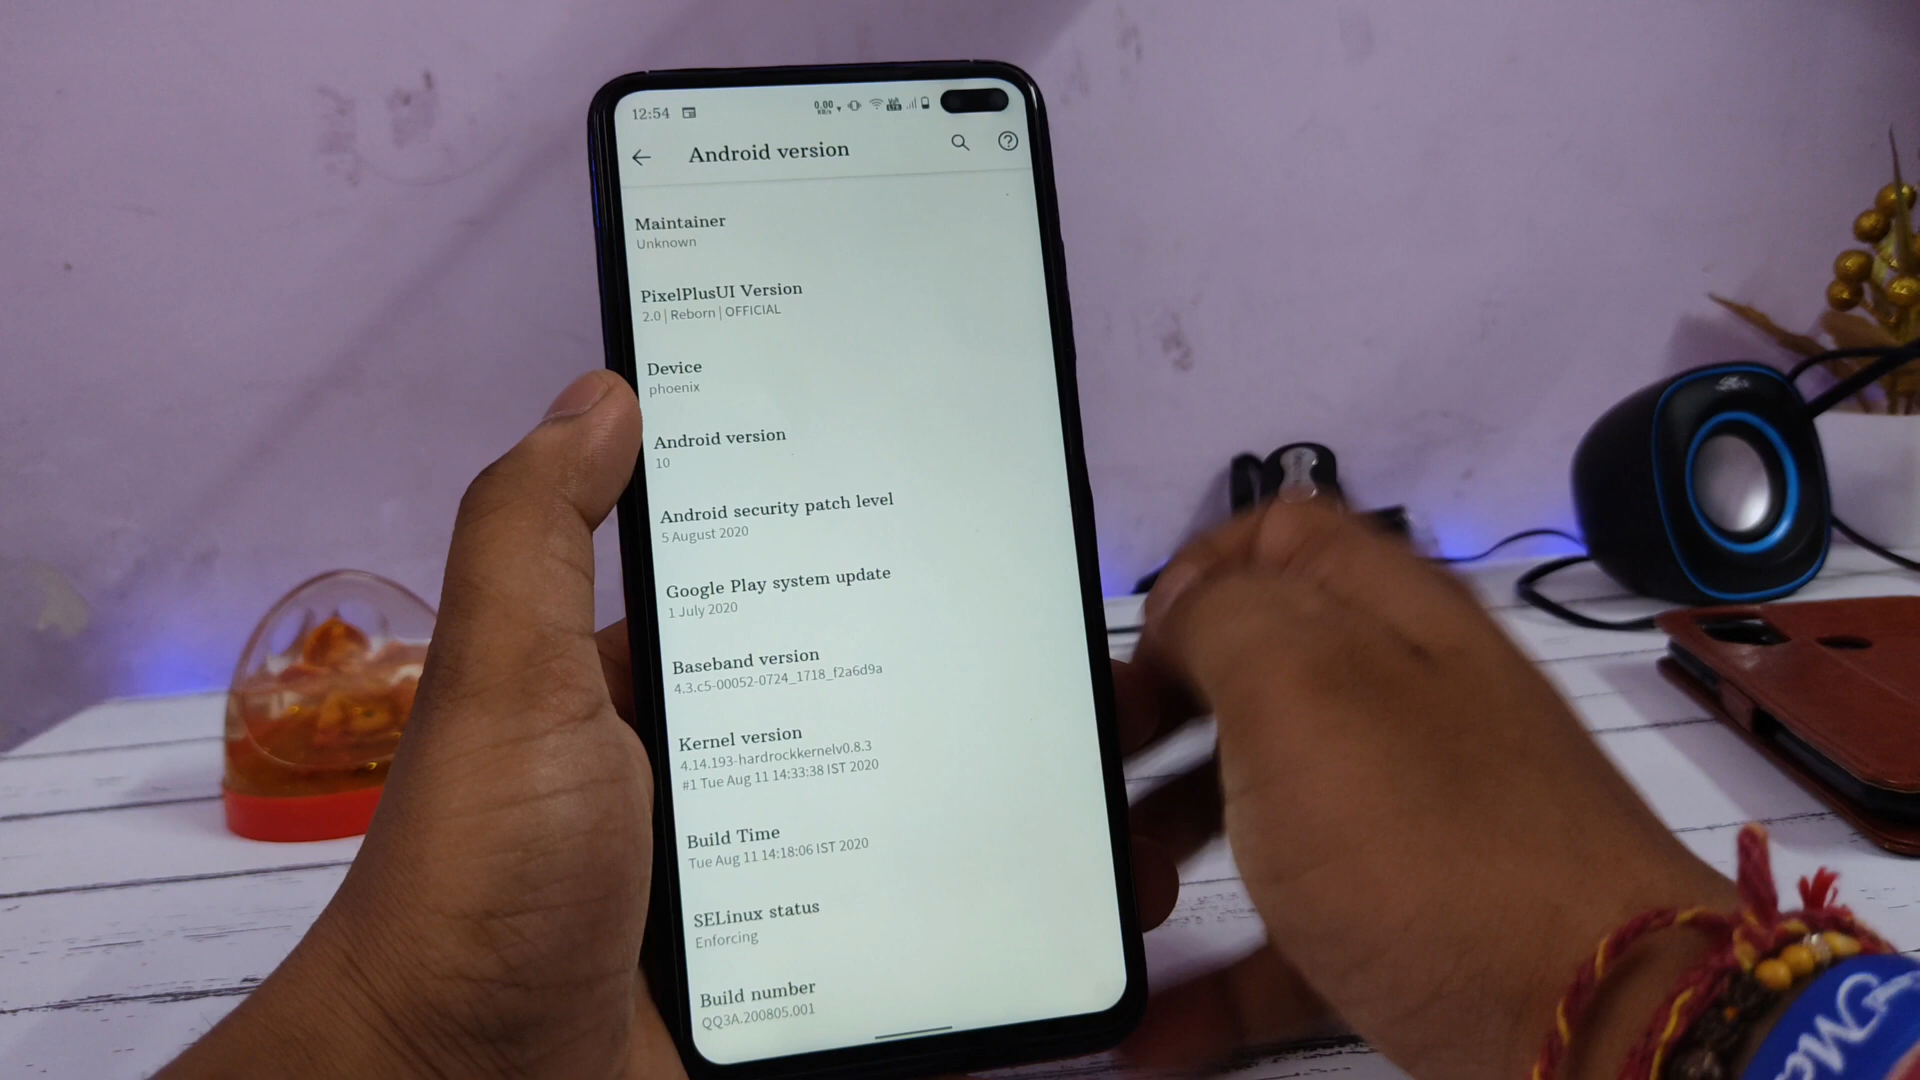 12:54
0.00
KB/s
Android version
Maintainer
Unknown
PixelPlusUI Version
2.0 | Reborn | OFFICIAL
Device
phoenix
Android version
10
Android security patch level
5 August 2020
Google Play system update
1 July 2020
Baseband version
4.3.c5-00052-0724_1718_f2a6d9a
Kernel version
4.14.193-hardrockkernelv0.8.3
#1 Tue Aug 11 14:33:38 IST 2020
Build Time
Tue Aug 11 14:18:06 IST 2020
SELinux status
Enforcing
Build number
QQ3A.200805.001